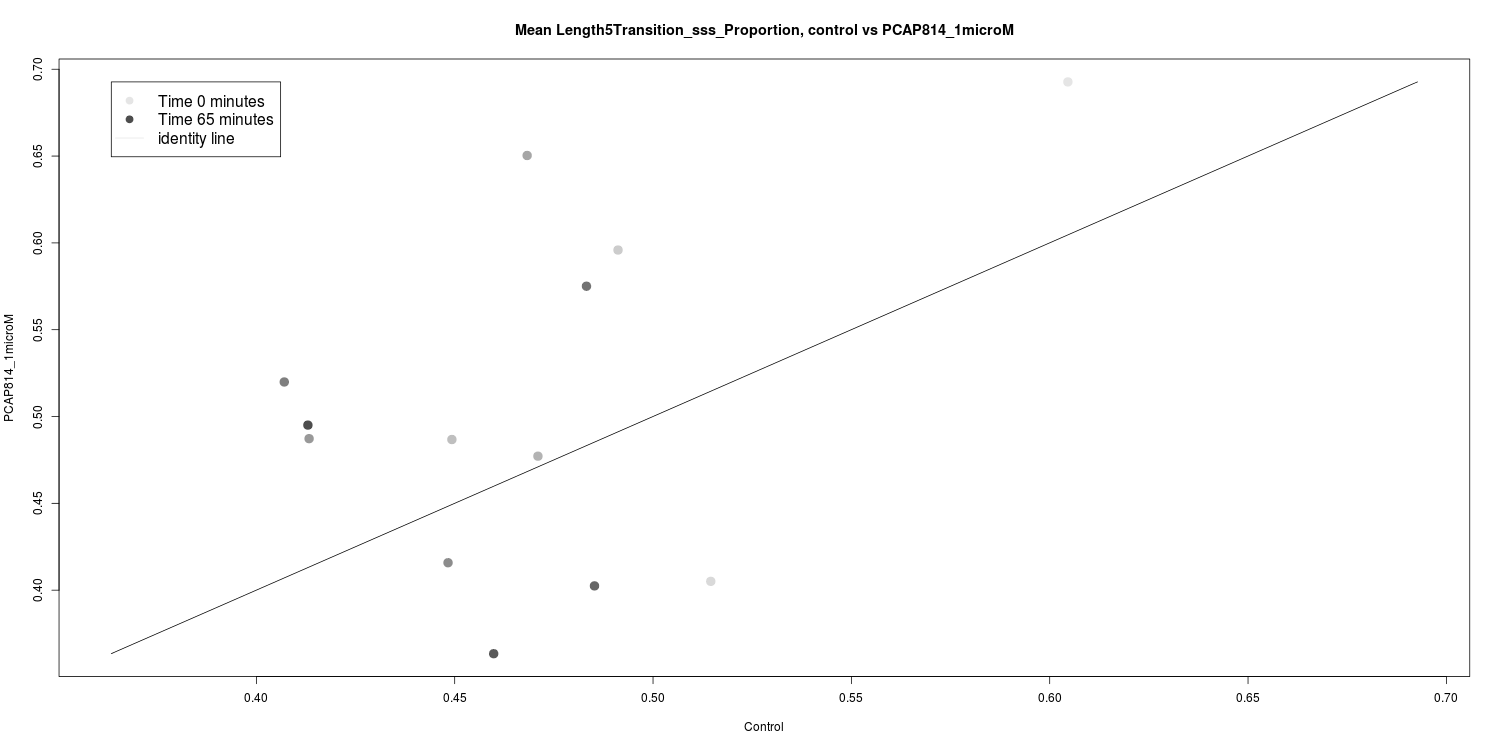 Mean Length5Transition_sss_Proportion, control vs PCAP814_1microM
Time 0 minutes
Time 65 minutes
identity line
PCAP814_1microM
0.70
0.65
0.60
0.55
0.50
0.45
0.40
0.40
0.45
0.50
0.55
0.60
0.65
0.70
Control